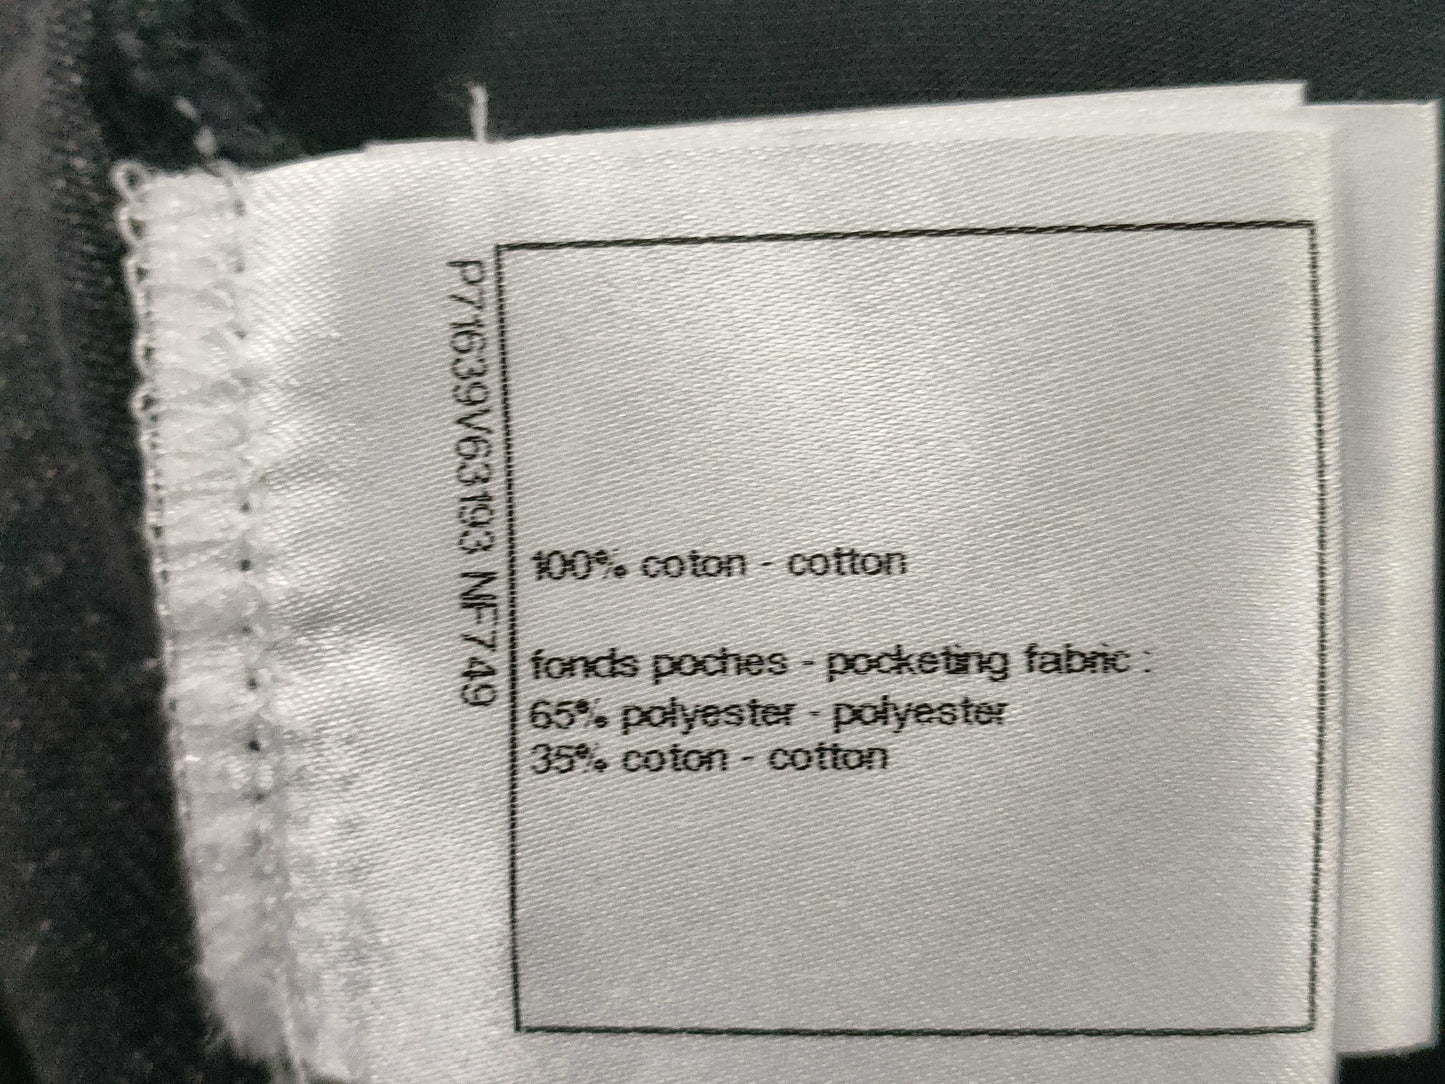 P71639V63193 NF749
100% coton - cotton
fonds poches - pocketing fabric :
65% polyester - polyester
35% coton - cotton